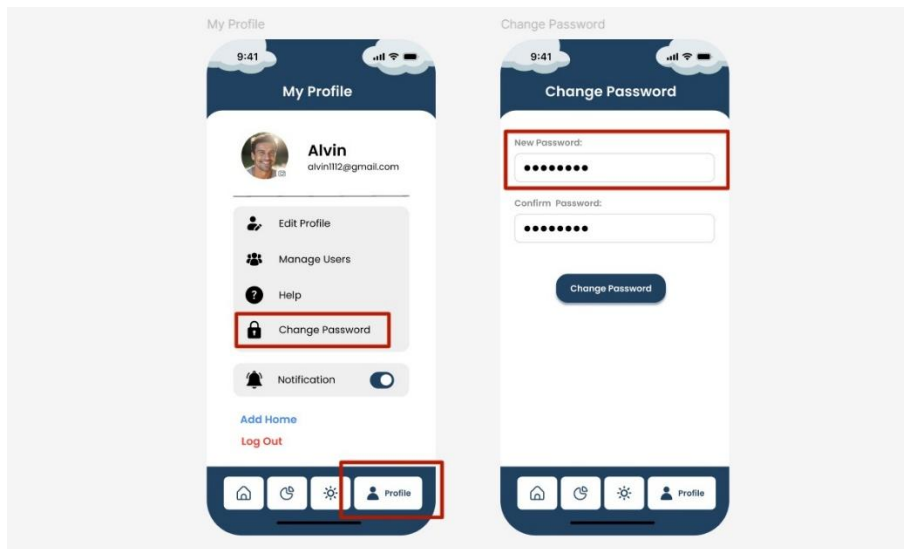 My Profile
9:41
My Profile
Alvin
alvin1112@gmail.com
Edit Profile
Manage Users
? Help
Change Password
Notification
Add Home
Log Out
Profile
Change Password
9:41
Change Password
New Password:
••••••••
Confirm Password:
••••••••
Change Password
Profile